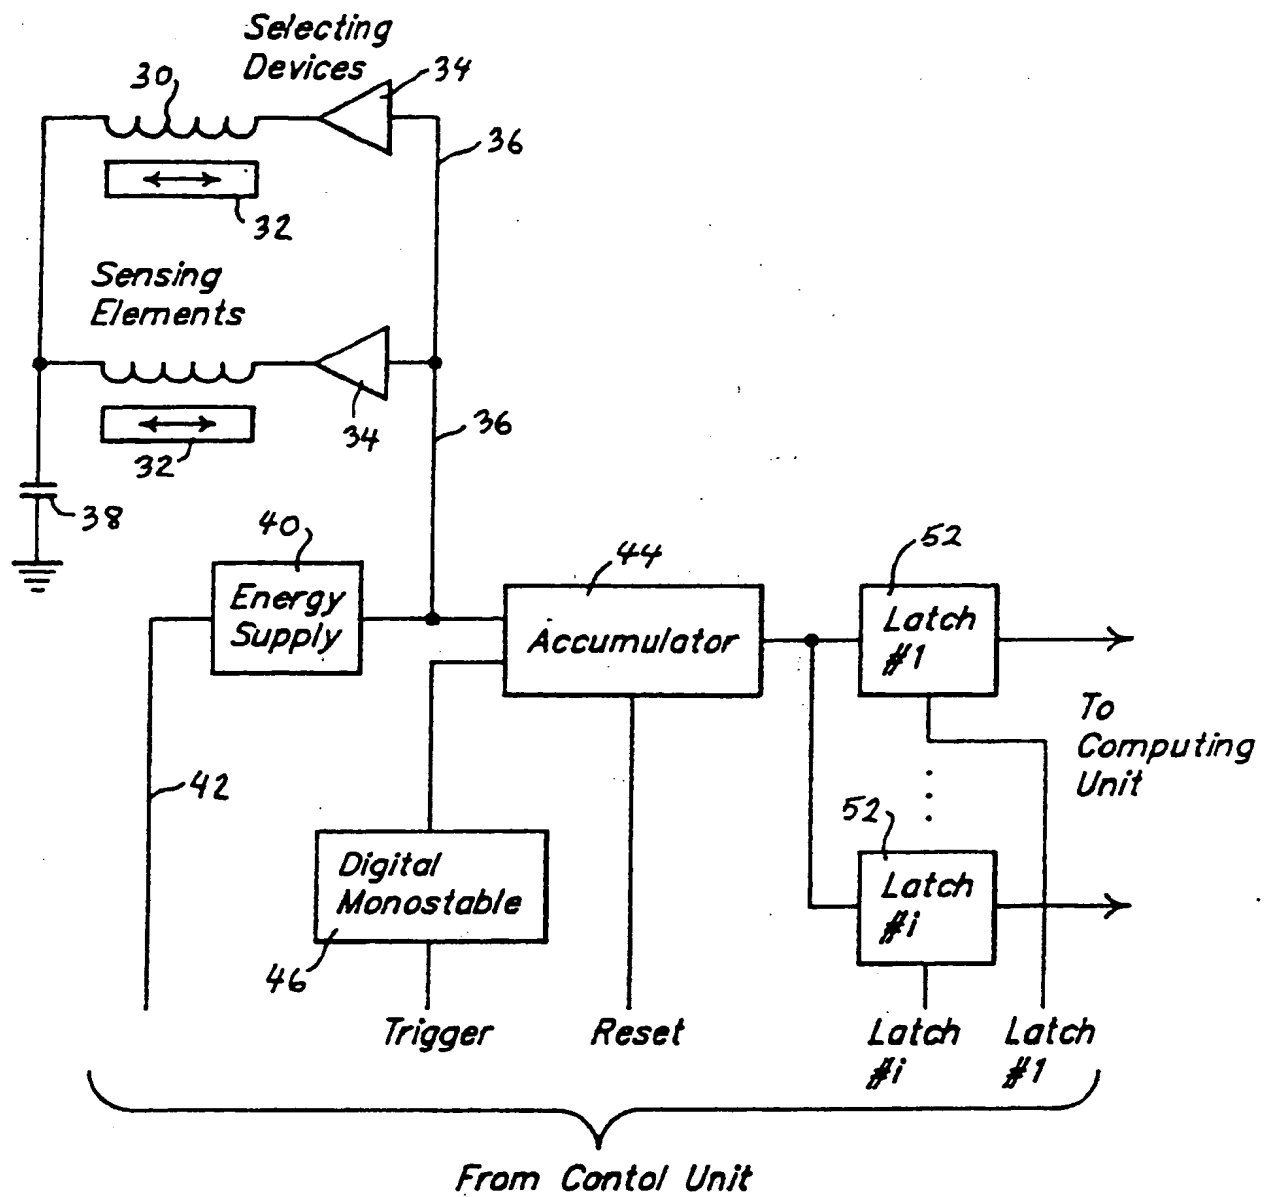 Selecting
Devices
30
34
36
32
Sensing
Elements
34
36
32
38
40
Energy
Supply
44
Accumulator
52
Latch
#1
To
Computing
Unit
42
Digital
Monostable
46
52
Latch
#i
Trigger
Reset
Latch
#i
Latch
#1
From Contol Unit